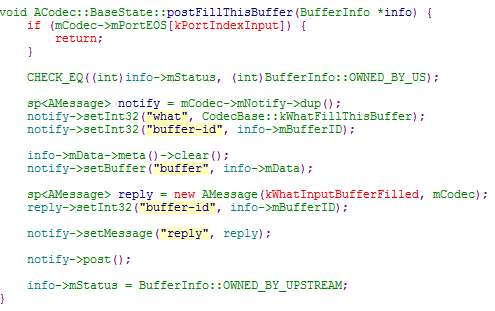 void ACodec::BaseState::postFillThisBuffer(BufferInfo *info) {
    if (mCodec->mPortEOS[kPortIndexInput]) {
        return;
    }

    CHECK_EQ((int)info->mStatus, (int)BufferInfo::OWNED_BY_US);

    sp<AMessage> notify = mCodec->mNotify->dup();
    notify->setInt32("what", CodecBase::kWhatFillThisBuffer);
    notify->setInt32("buffer-id", info->mBufferID);

    info->mData->meta()->clear();
    notify->setBuffer("buffer", info->mData);

    sp<AMessage> reply = new AMessage(kWhatInputBufferFilled, mCodec);
    reply->setInt32("buffer-id", info->mBufferID);

    notify->setMessage("reply", reply);

    notify->post();

    info->mStatus = BufferInfo::OWNED_BY_UPSTREAM;
}